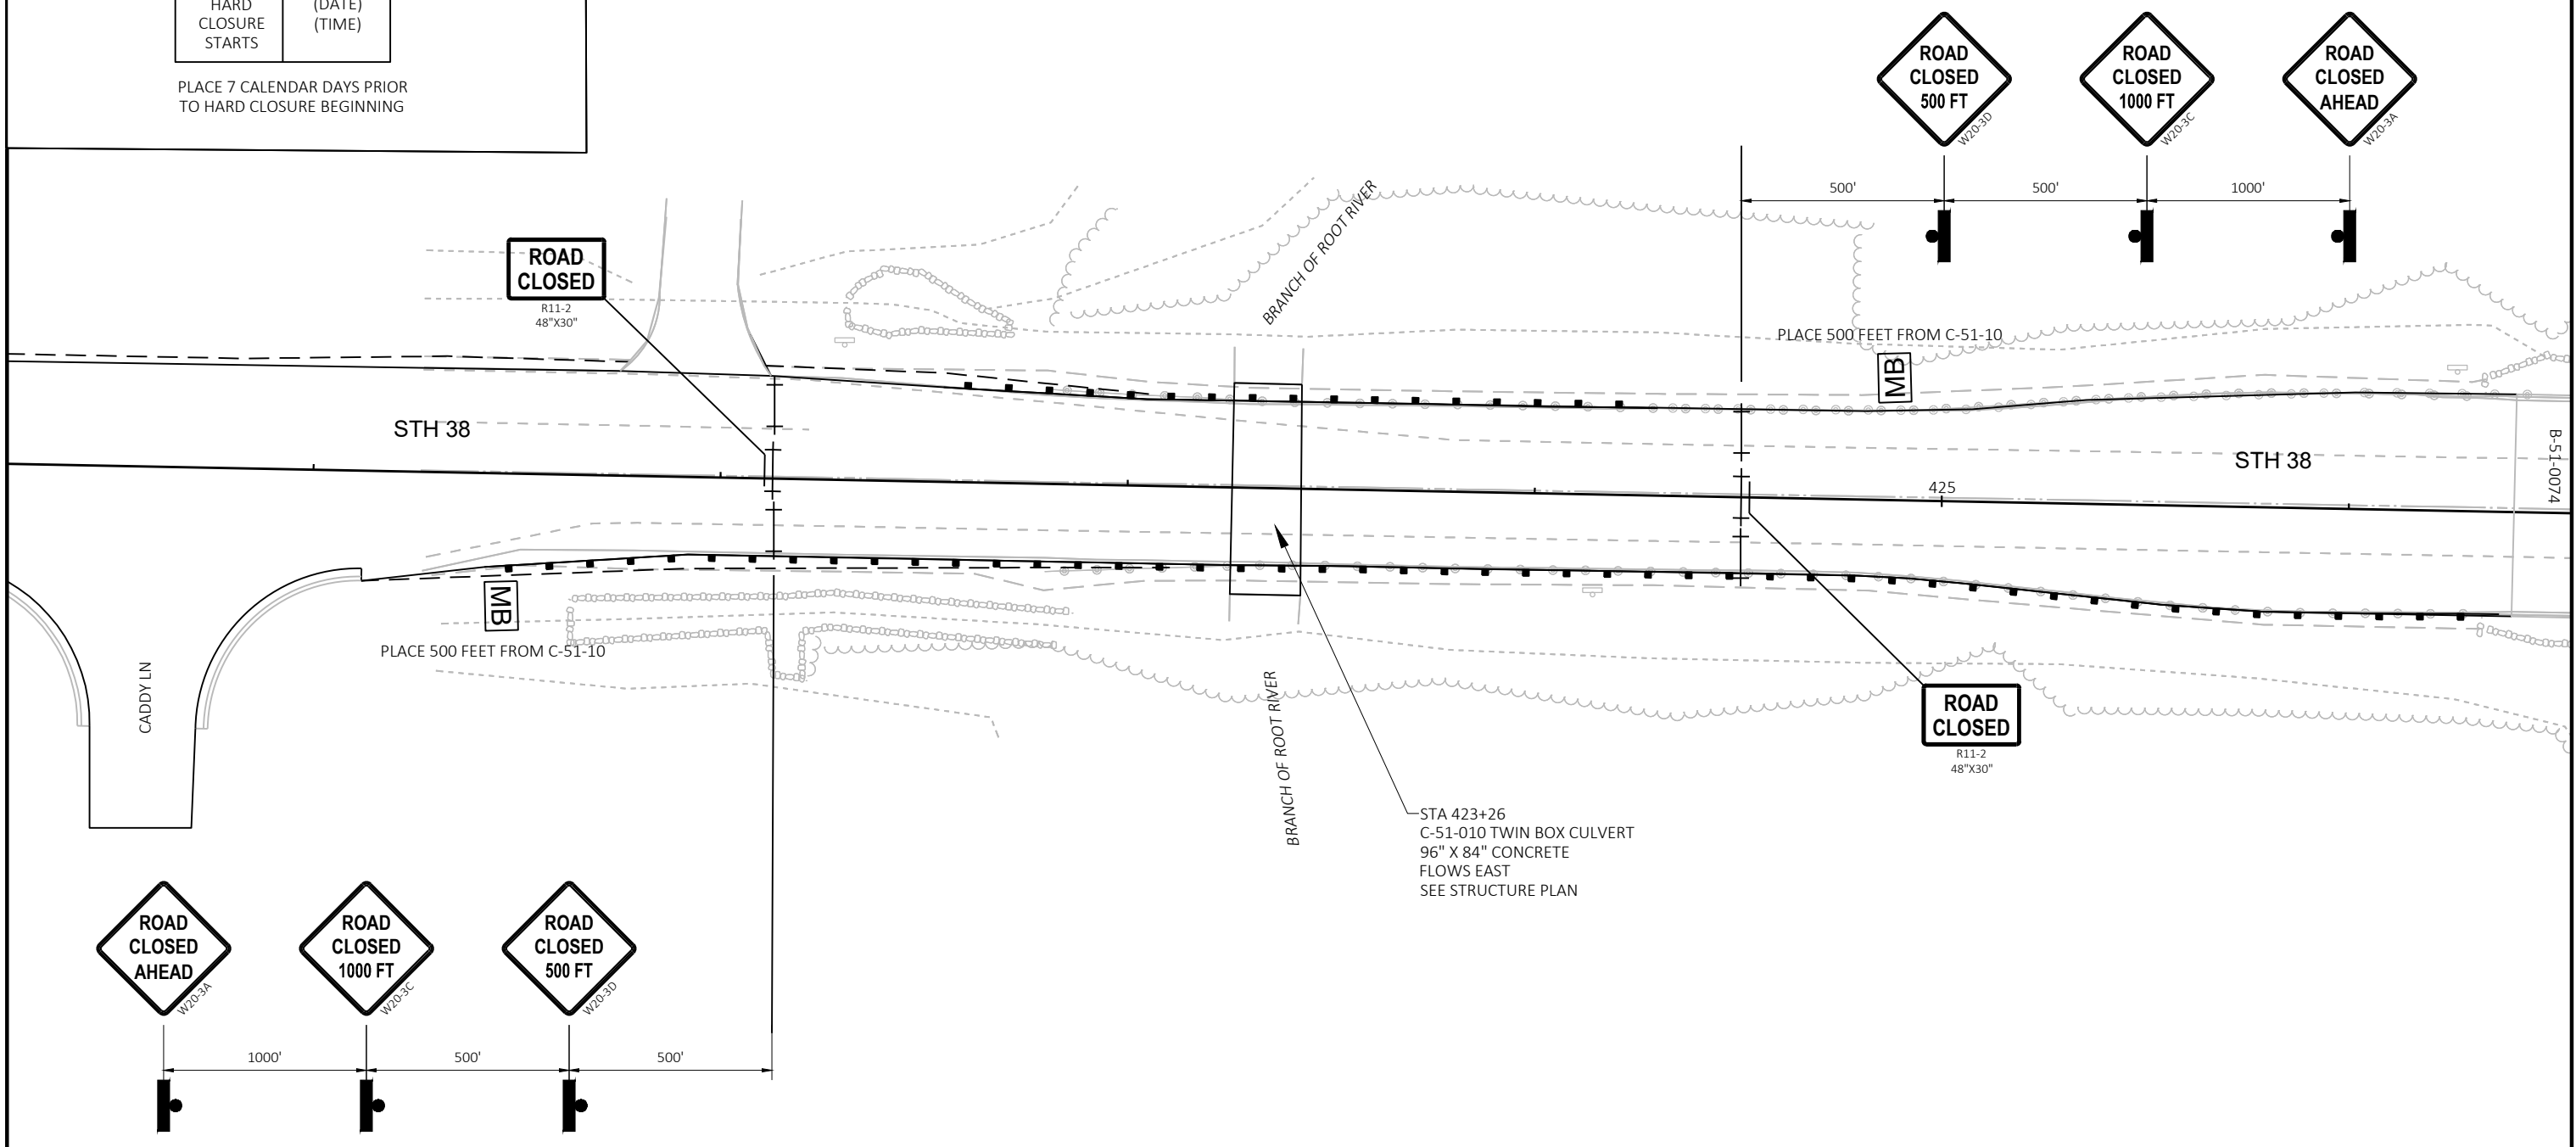 HARD
CLOSURE
STARTS
(DATE)
(TIME)
PLACE 7 CALENDAR DAYS PRIOR
TO HARD CLOSURE BEGINNING
ROAD
CLOSED
500 FT
W20-3D
ROAD
CLOSED
1000 FT
W20-3C
ROAD
CLOSED
AHEAD
W20-3A
500'
500'
1000'
ROAD
CLOSED
R11-2
48"X30"
BRANCH OF ROOT RIVER
PLACE 500 FEET FROM C-51-10
MB
STH 38
STH 38
425
B-51-0074
MB
PLACE 500 FEET FROM C-51-10
CADDY LN
BRANCH OF ROOT RIVER
ROAD
CLOSED
R11-2
48"X30"
STA 423+26
C-51-010 TWIN BOX CULVERT
96" X 84" CONCRETE
FLOWS EAST
SEE STRUCTURE PLAN
ROAD
CLOSED
AHEAD
W20-3A
ROAD
CLOSED
1000 FT
W20-3C
ROAD
CLOSED
500 FT
W20-3D
1000'
500'
500'